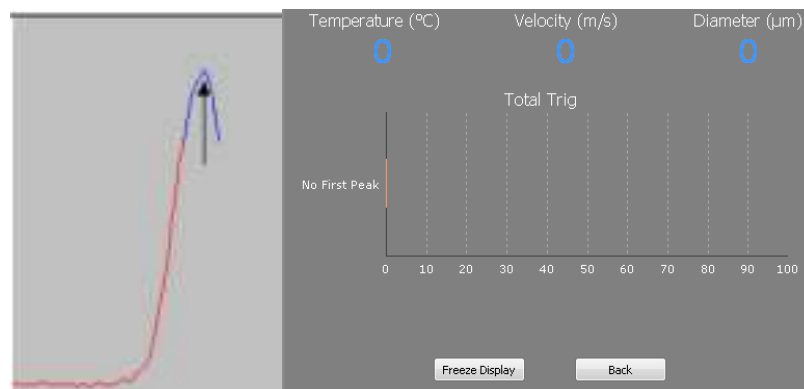 Temperature (ºC) Velocity (m/s) Diameter (µm)
0 0 0
Total Trig
No First Peak
0 10 20 30 40 50 60 70 80 90 100
Freeze Display Back